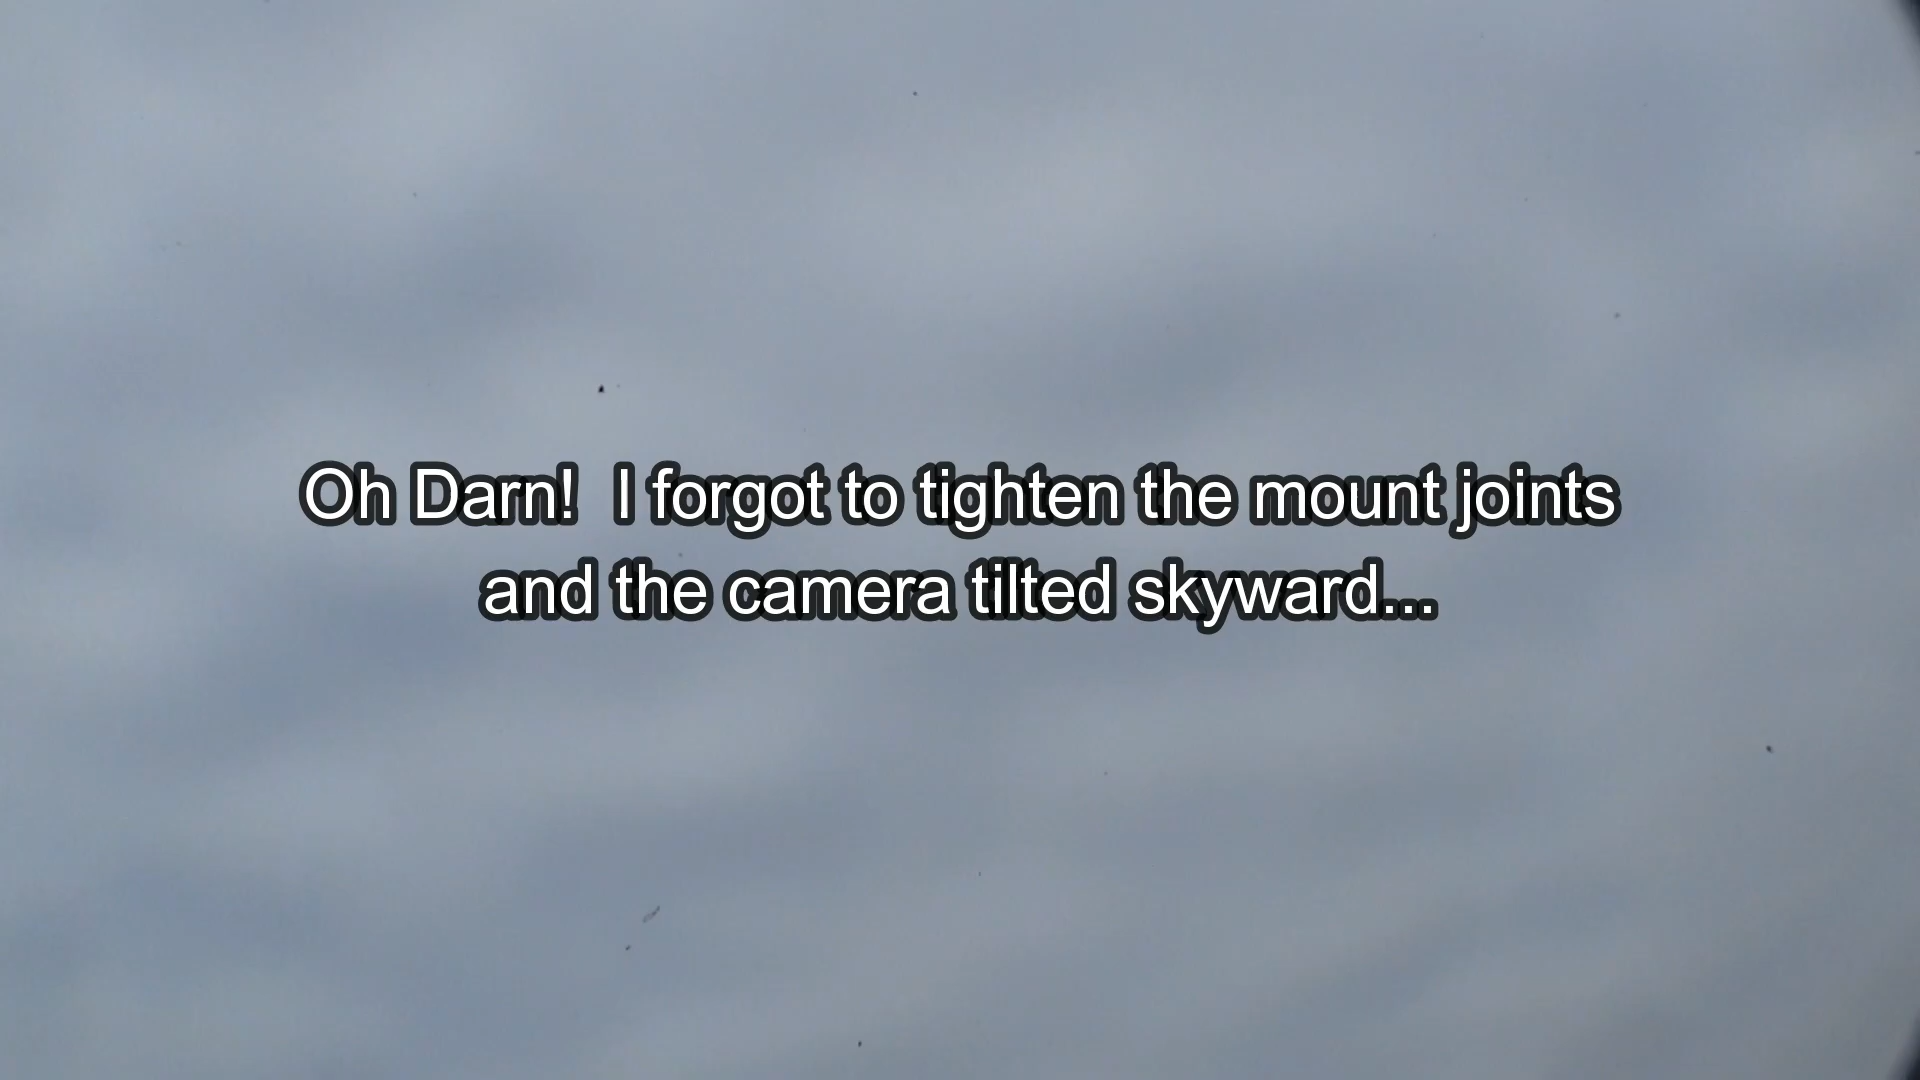 Oh Darn!  I forgot to tighten the mount joints
and the camera tilted skyward...